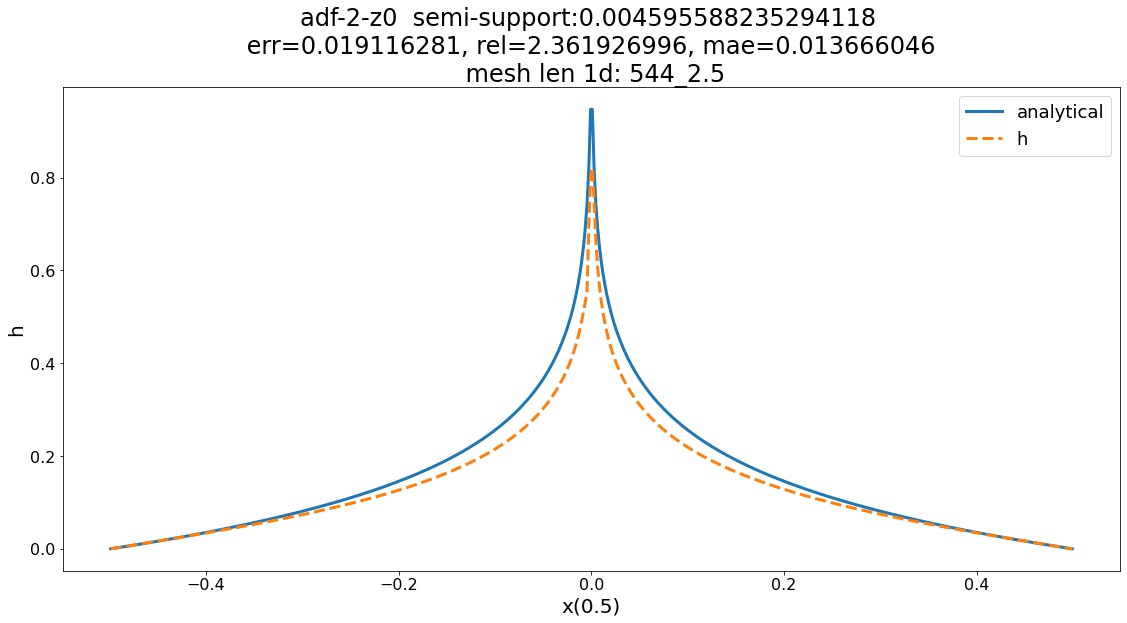 adf-2-z0  semi-support:0.004595588235294118
err=0.019116281, rel=2.361926996, mae=0.013666046
mesh len 1d: 544_2.5
analytical
h
0.8
0.6
0.4
0.2
0.0
h
−0.4
−0.2
0.0
0.2
0.4
x(0.5)